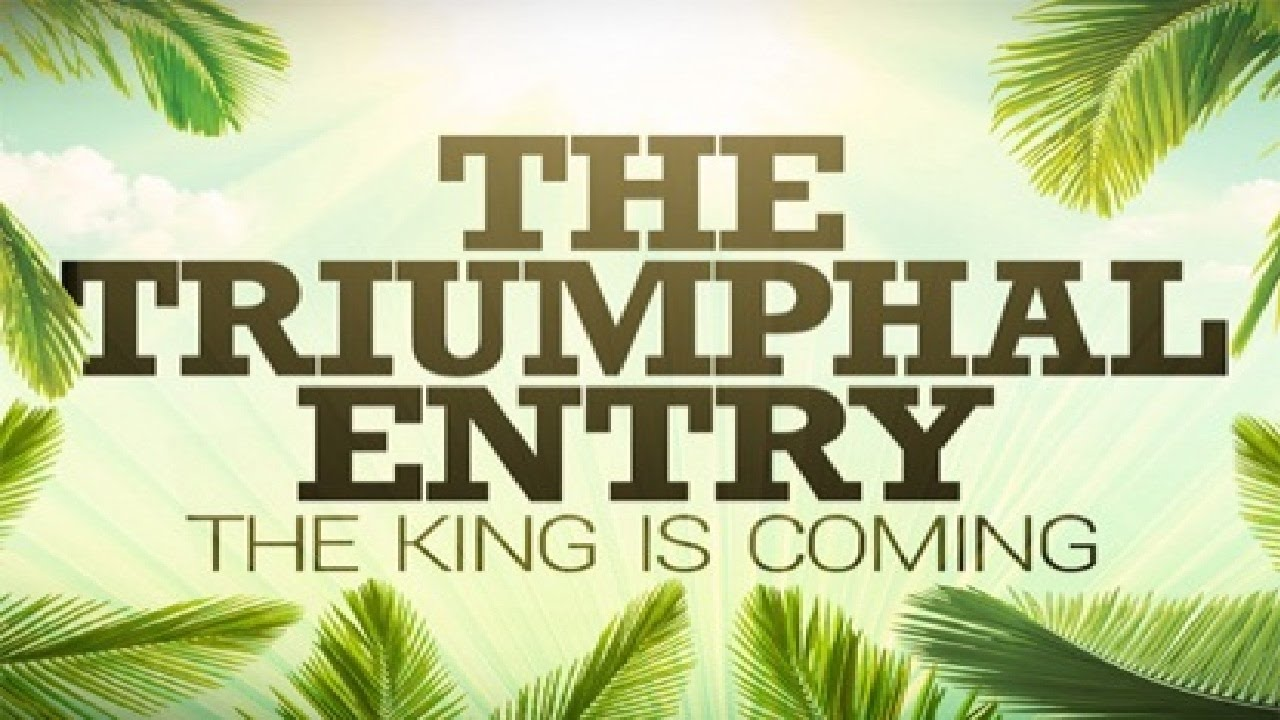 THE
TRIUMPHAL
ENTRY
THE KING IS COMING